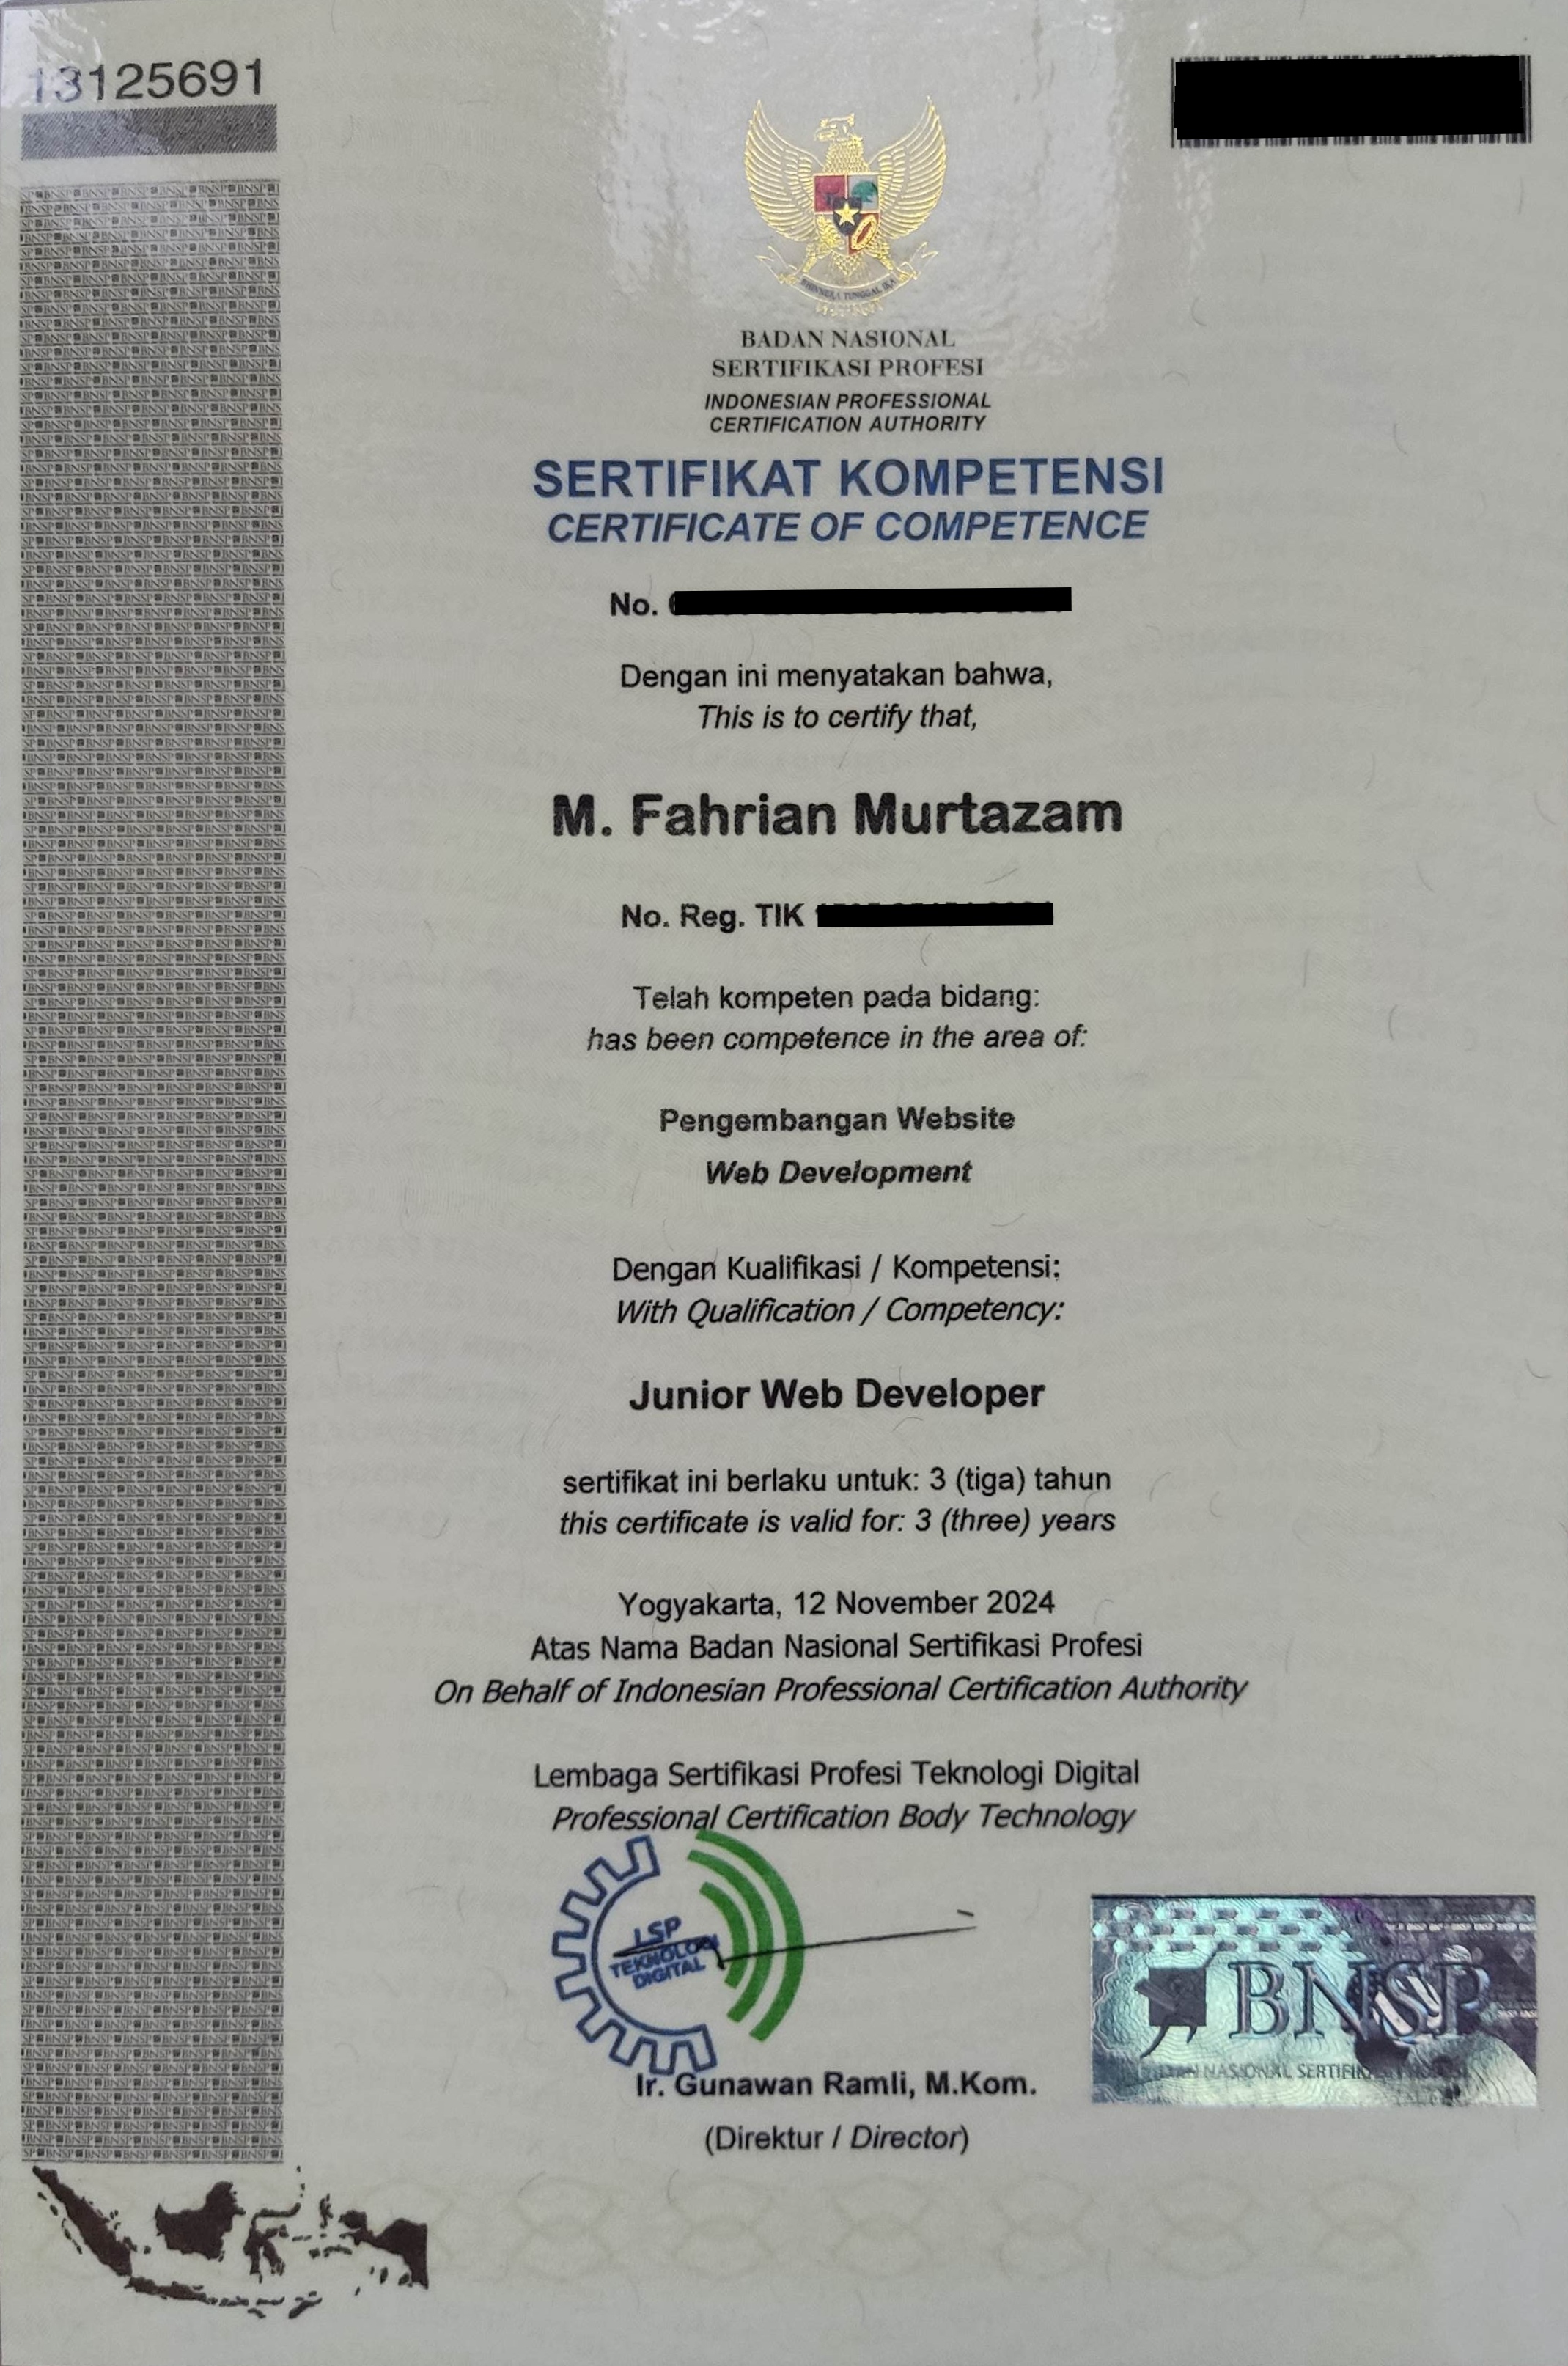 13125691
BHINNEKA TUNGGAL IKA
BADAN NASIONAL
SERTIFIKASI PROFESI
INDONESIAN PROFESSIONAL
CERTIFICATION AUTHORITY
SERTIFIKAT KOMPETENSI
CERTIFICATE OF COMPETENCE
No.
Dengan ini menyatakan bahwa,
This is to certify that,
M. Fahrian Murtazam
No. Reg. TIK
Telah kompeten pada bidang:
has been competence in the area of:
Pengembangan Website
Web Development
Dengan Kualifikasi / Kompetensi:
With Qualification / Competency:
Junior Web Developer
sertifikat ini berlaku untuk: 3 (tiga) tahun
this certificate is valid for: 3 (three) years
Yogyakarta, 12 November 2024
Atas Nama Badan Nasional Sertifikasi Profesi
On Behalf of Indonesian Professional Certification Authority
Lembaga Sertifikasi Profesi Teknologi Digital
Professional Certification Body Technology
LSP
TEKNOLOGI
DIGITAL
BNSP
NASIONAL
Ir. Gunawan Ramli, M.Kom.
(Direktur / Director)